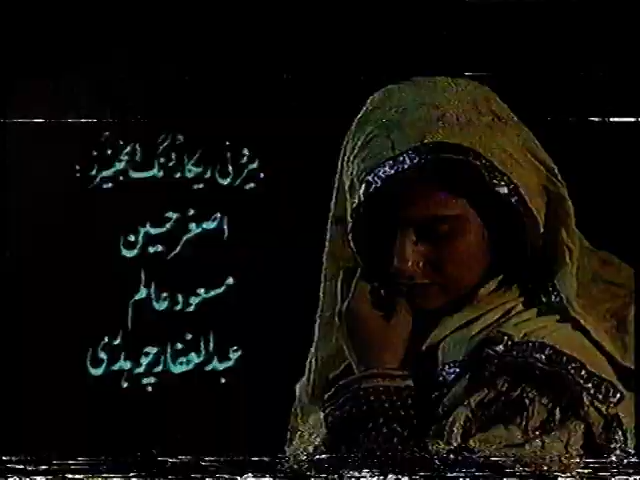 بیرونی ریکارڈنگ انجینئرز :
اصغر حسین
مسعود عالم
عبدالغفار چوہدری